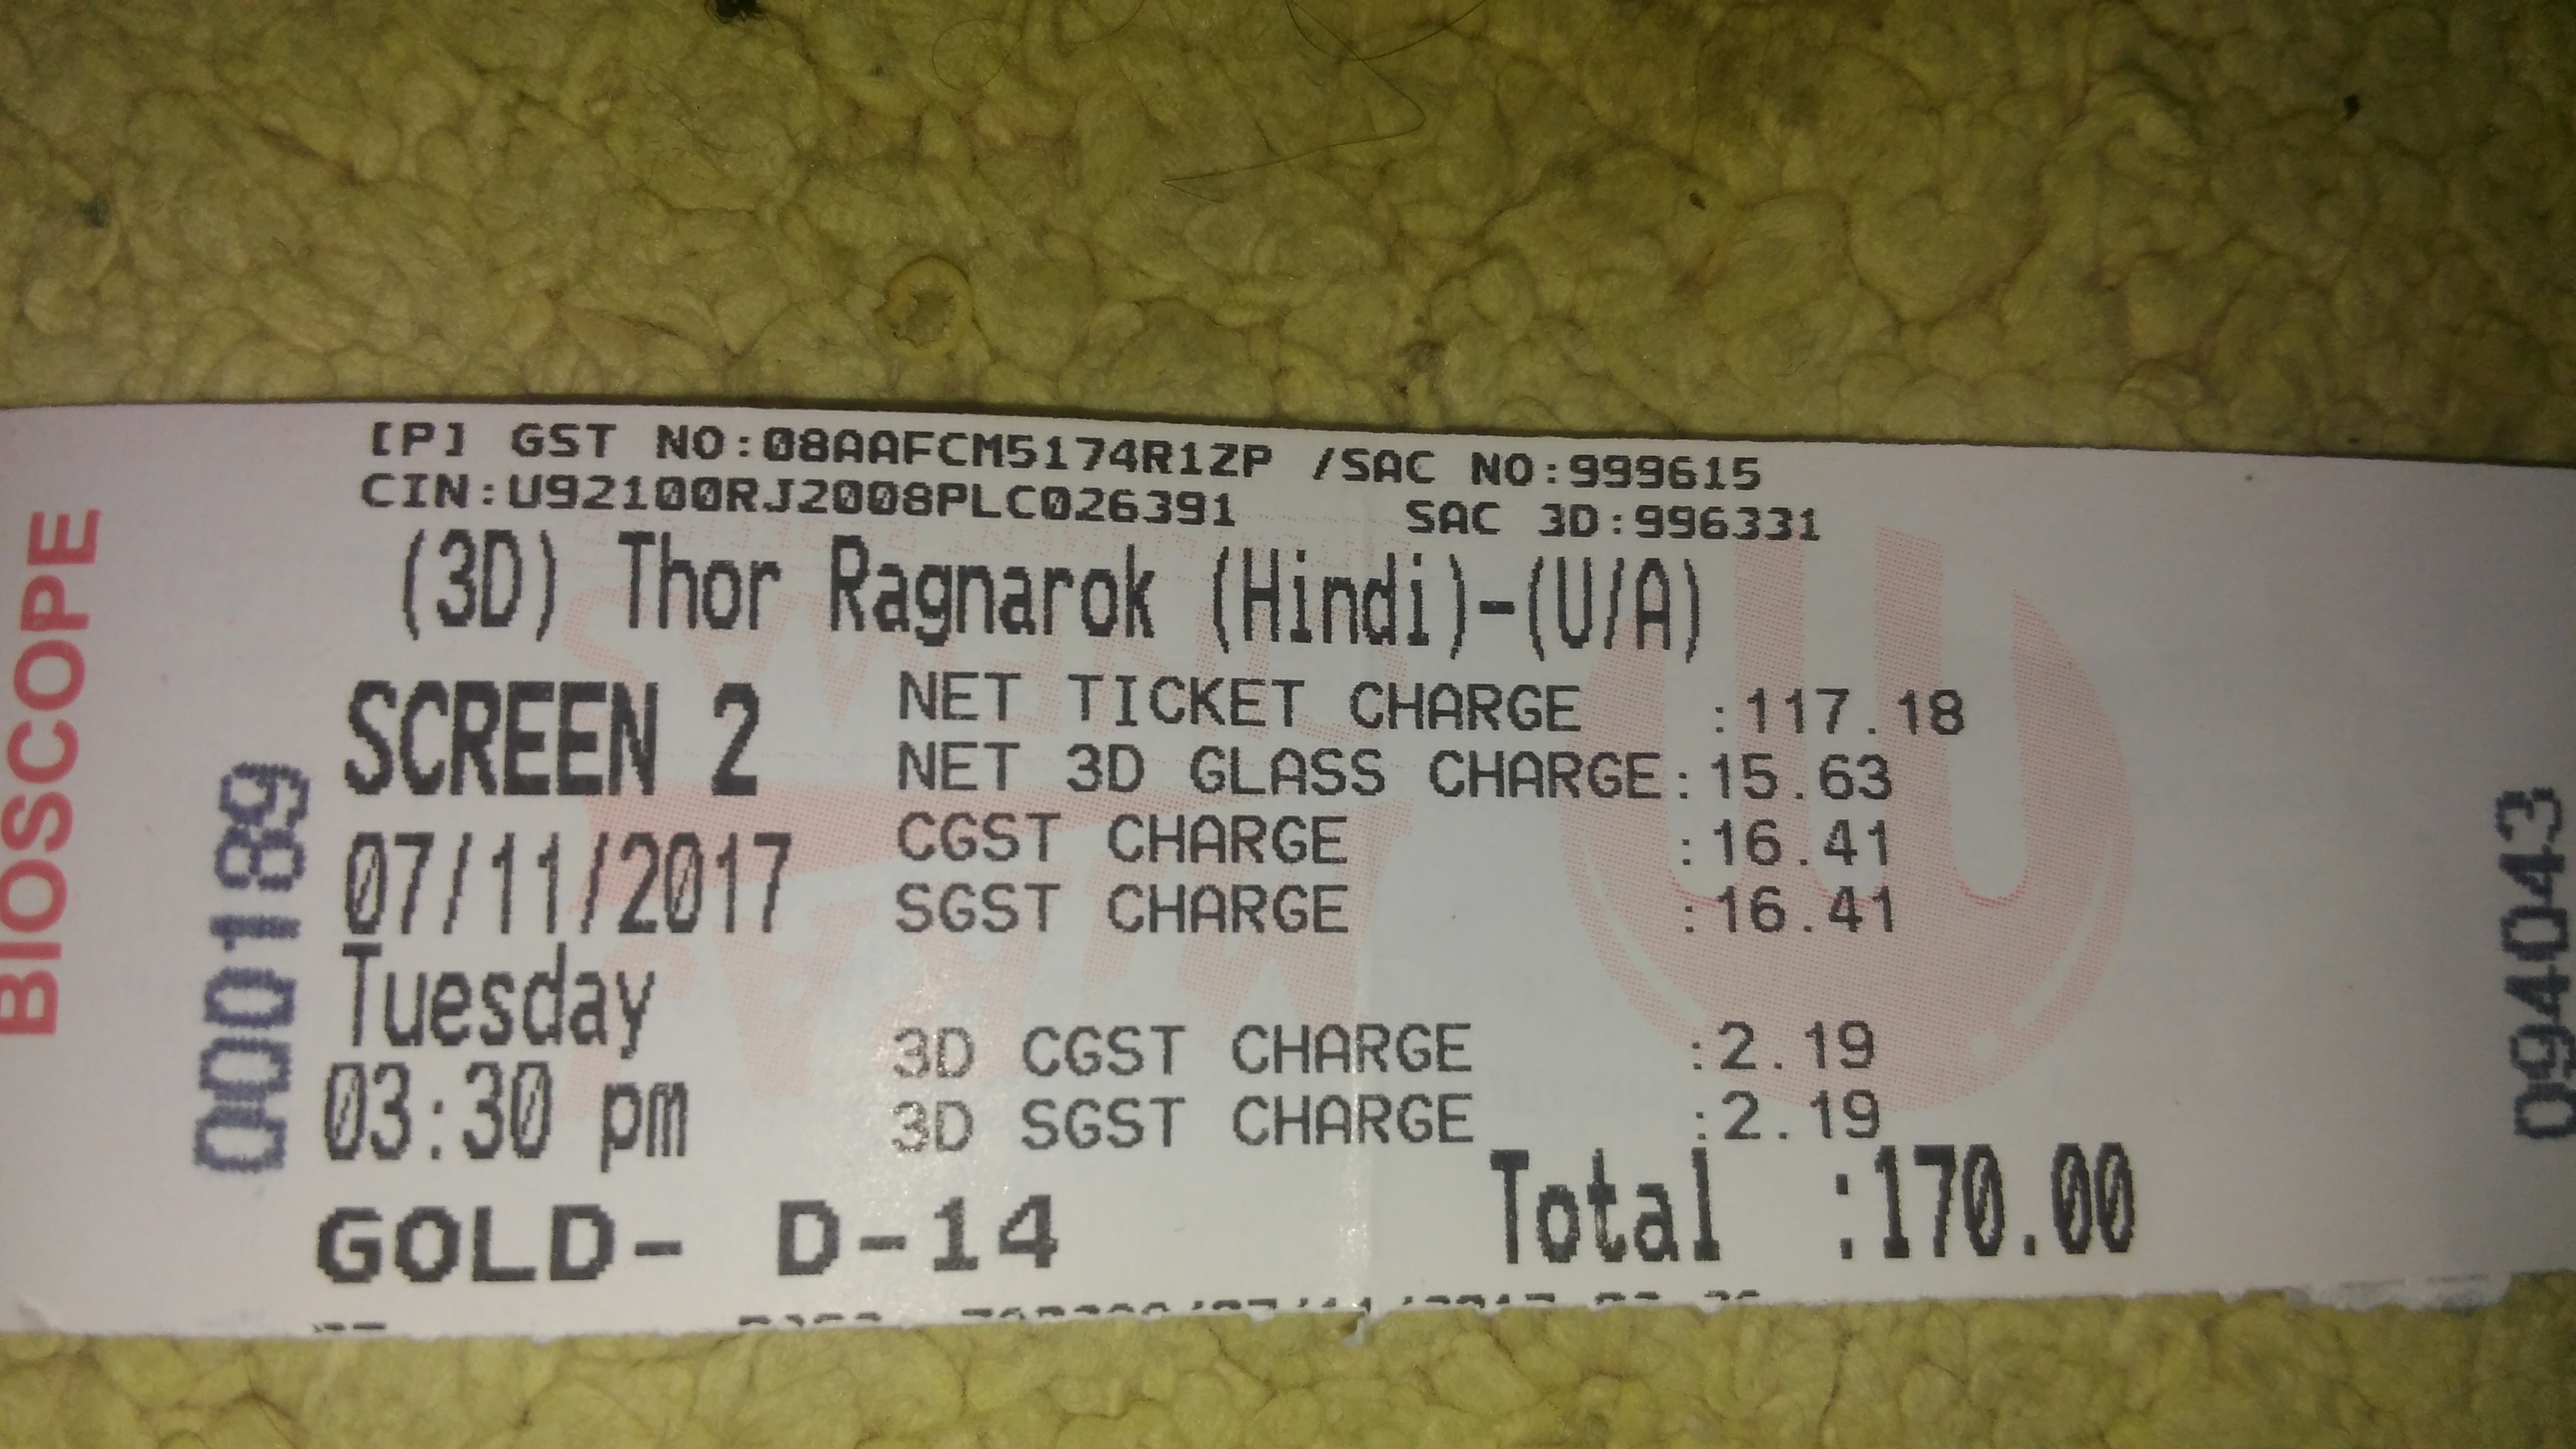 [P] GST NO:08AAFCM5174R1ZP /SAC NO:999615
CIN:U92100RJ2008PLC026391 SAC 3D:996331
(3D) Thor Ragnarok (Hindi)-(U/A)
SCREEN 2
07/11/2017
Tuesday
03:30 pm
NET TICKET CHARGE :117.18
NET 3D GLASS CHARGE:15.63
CGST CHARGE :16.41
SGST CHARGE :16.41
3D CGST CHARGE :2.19
3D SGST CHARGE :2.19
Total :170.00
GOLD- D-14
BIOSCOPE
000189
094043